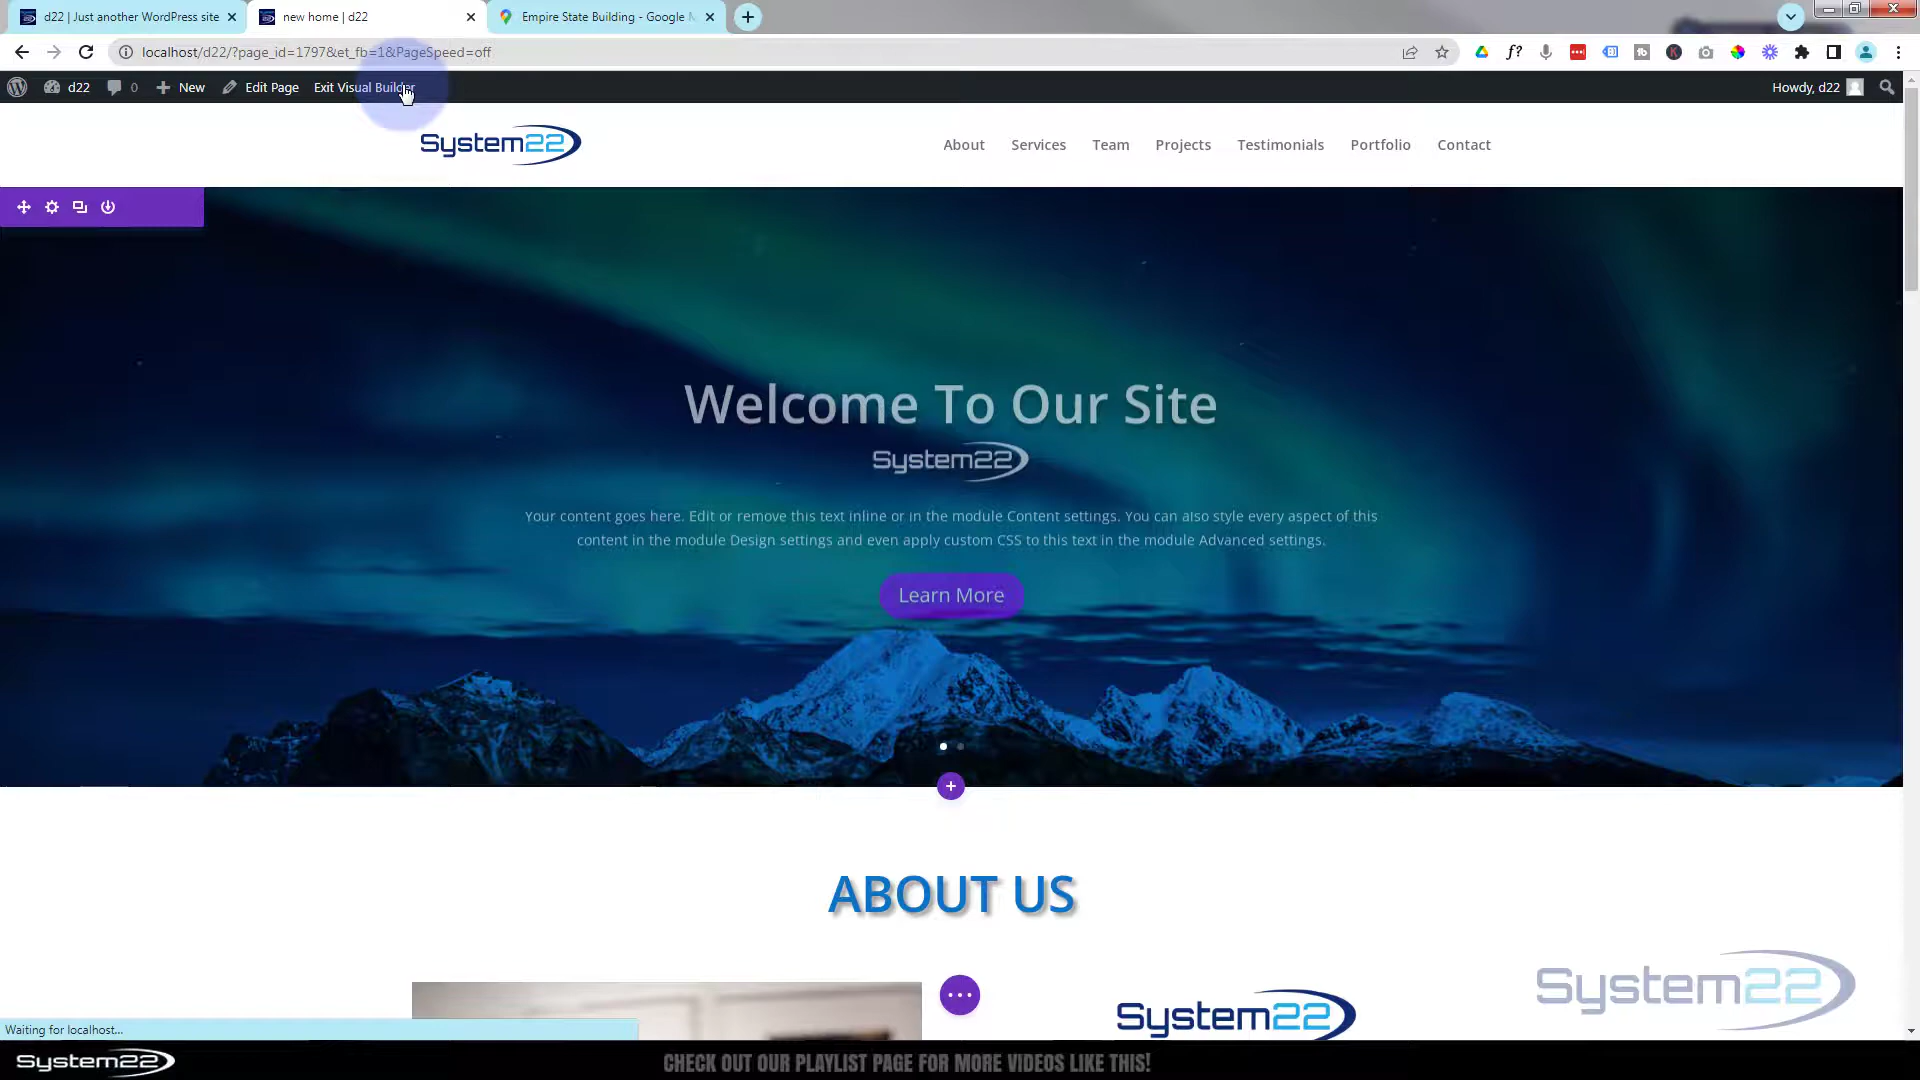 d22 | Just another WordPress site
new home | d22
Empire State Building - Google M
localhost/d22/?page_id=1797&et_fb=1&PageSpeed=off
d22
0
New
Edit Page
Exit Visual Builder
Howdy, d22
System22
About
Services
Team
Projects
Testimonials
Portfolio
Contact
Welcome To Our Site
System22
Your content goes here. Edit or remove this text inline or in the module Content settings. You can also style every aspect of this
content in the module Design settings and even apply custom CSS to this text in the module Advanced settings.
Learn More
ABOUT US
System22
System22
Waiting for localhost...
System22
CHECK OUT OUR PLAYLIST PAGE FOR MORE VIDEOS LIKE THIS!